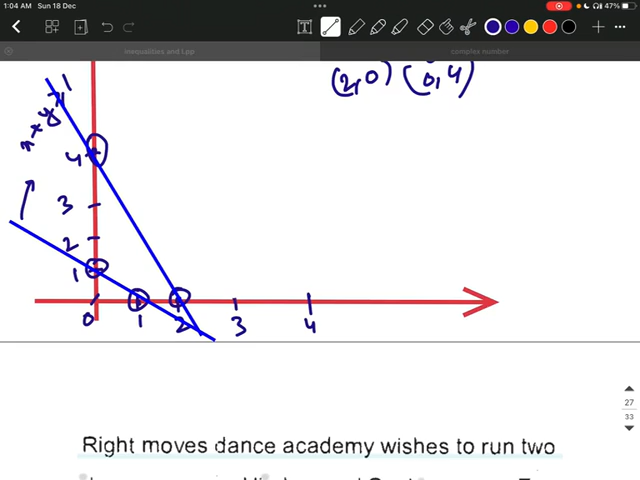 1:04 AM Sun 18 Dec
47%
inequalities and l.pp
complex number
(2,0) (0,4)
x+y≥1
4
3
2
1
0 1 2 3 4
27
33
Right moves dance academy wishes to run two